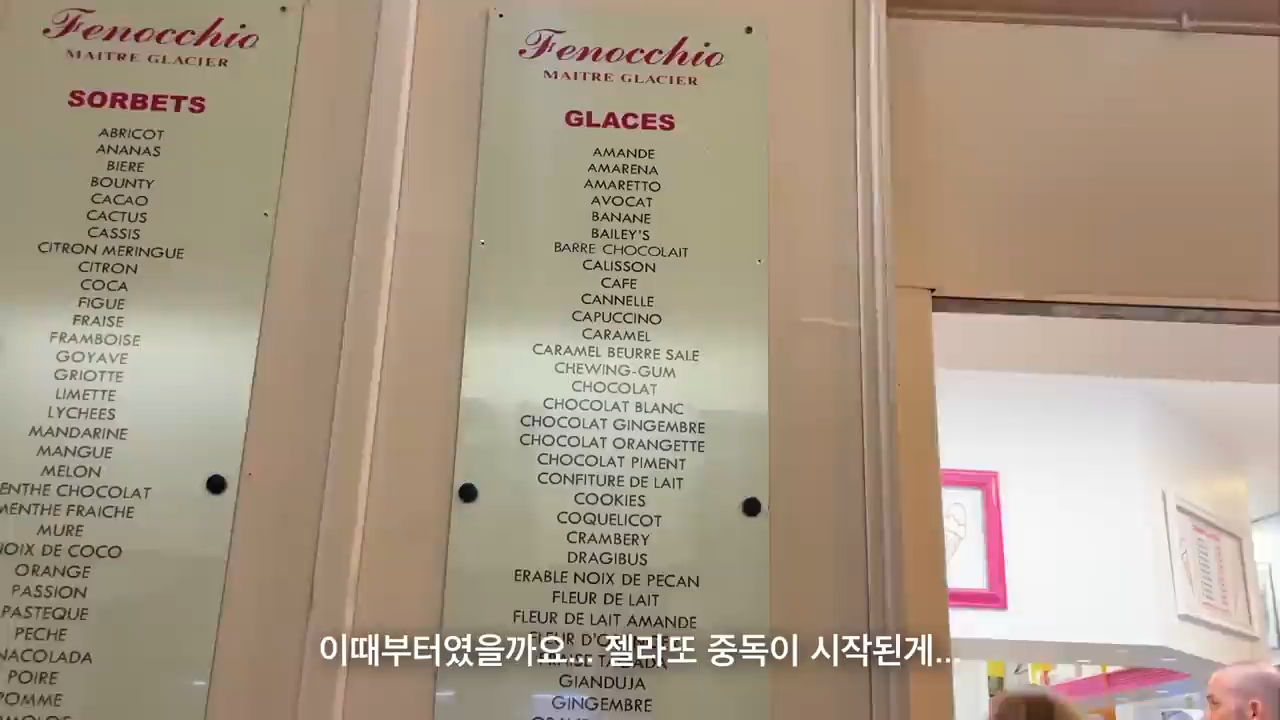 Fenocchio
MAITRE GLACIER
SORBETS
ABRICOT
ANANAS
BIERE
BOUNTY
CACAO
CACTUS
CASSIS
CITRON MERINGUE
CITRON
COCA
FIGUE
FRAISE
FRAMBOISE
GOYAVE
GRIOTTE
LIMETTE
LYCHEES
MANDARINE
MANGUE
MELON
ENTHE CHOCOLAT
MENTHE FRAICHE
MURE
NOIX DE COCO
ORANGE
PASSION
PASTEQUE
PECHE
NACOLADA
POIRE
POMME
Fenocchio
MAITRE GLACIER
GLACES
AMANDE
AMARENA
AMARETTO
AVOCAT
BANANE
BAILEY'S
BARRE CHOCOLAIT
CALISSON
CAFE
CANNELLE
CAPUCCINO
CARAMEL
CARAMEL BEURRE SALE
CHEWING-GUM
CHOCOLAT
CHOCOLAT BLANC
CHOCOLAT GINGEMBRE
CHOCOLAT ORANGETTE
CHOCOLAT PIMENT
CONFITURE DE LAIT
COOKIES
COQUELICOT
CRAMBERY
DRAGIBUS
ERABLE NOIX DE PECAN
FLEUR DE LAIT
FLEUR DE LAIT AMANDE
GIANDUJA
GINGEMBRE
이때부터였을까요... 젤라또 중독이 시작된게...